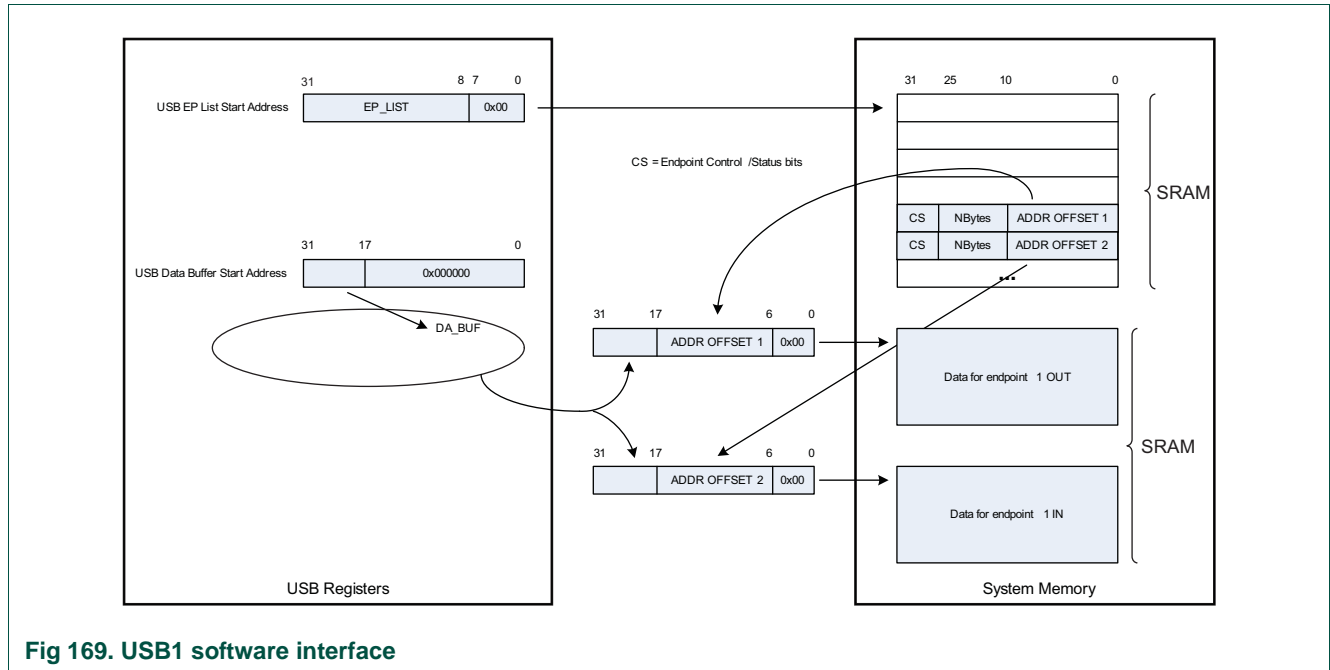 31 8 7 0
USB EP List Start Address EP_LIST 0x00
31 25 10 0
CS = Endpoint Control /Status bits
SRAM
CS NBytes ADDR OFFSET 1
CS NBytes ADDR OFFSET 2
...
31 17 0
USB Data Buffer Start Address 0x000000
DA_BUF
31 17 6 0
ADDR OFFSET 1 0x00
Data for endpoint 1 OUT
SRAM
31 17 6 0
ADDR OFFSET 2 0x00
Data for endpoint 1 IN
USB Registers
System Memory
Fig 169. USB1 software interface